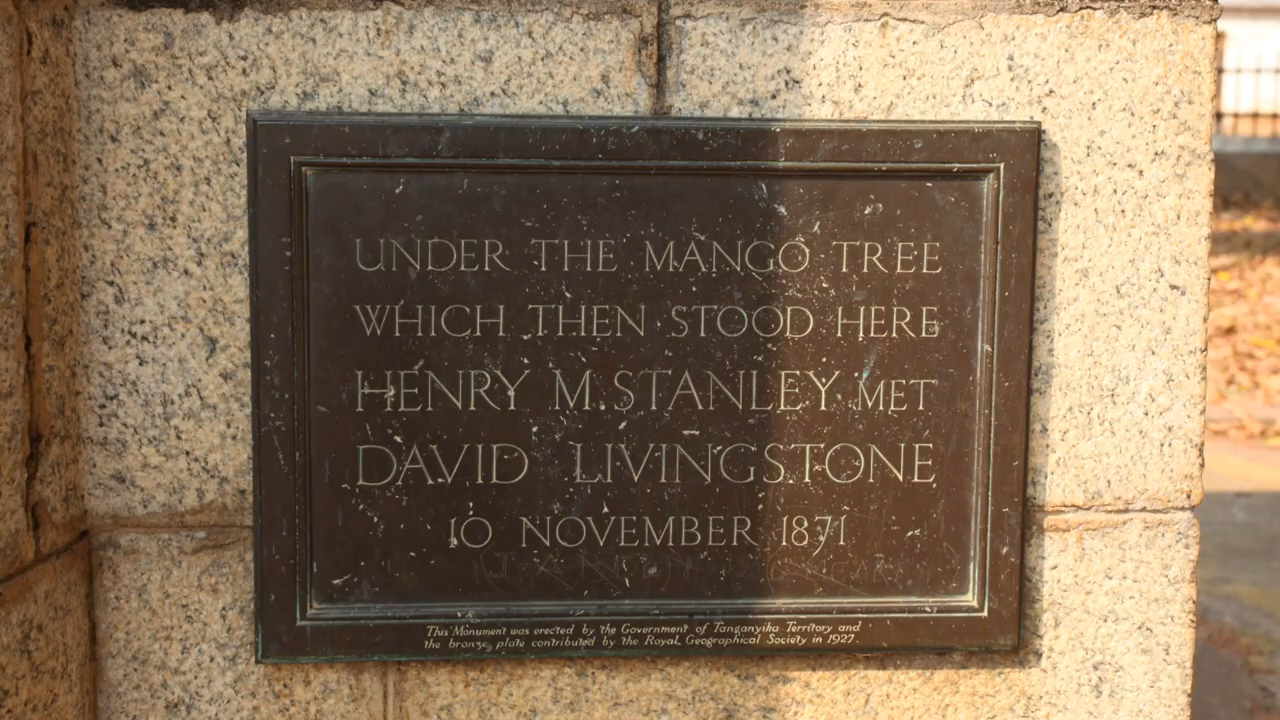 UNDER THE MANGO TREE
WHICH THEN STOOD HERE
HENRY M. STANLEY MET
DAVID LIVINGSTONE
10 NOVEMBER 1871
This Monument was erected by the Government of Tanganyika Territory and
the bronze plate contributed by the Royal Geographical Society in 1927.